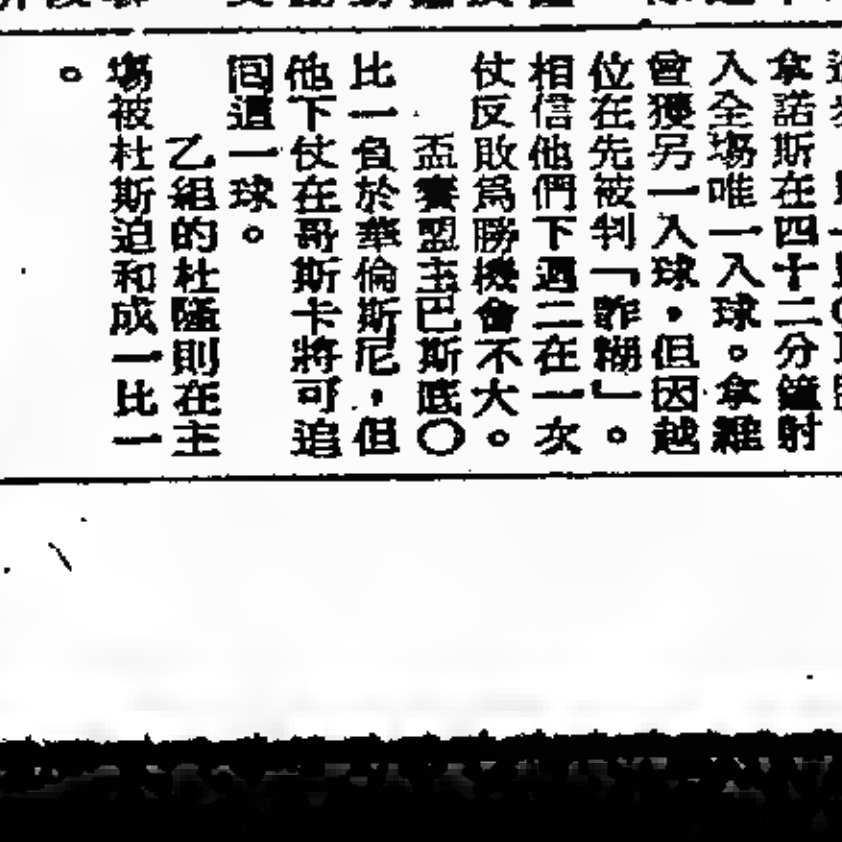 拿諾斯在四十二分鐘射
入全塲唯一入球。拿雖
曾獲另一入球，但因越
位在先被判「詐糊」。
相信他們下週二在一次
仗反敗爲勝機會不大。
盃賽盟主巴斯底〇
比一負於華倫斯尼，但
他下仗在哥斯卡將可追
囘這一球。
乙組的杜隆則在主
塲被杜斯迫和成一比一
。